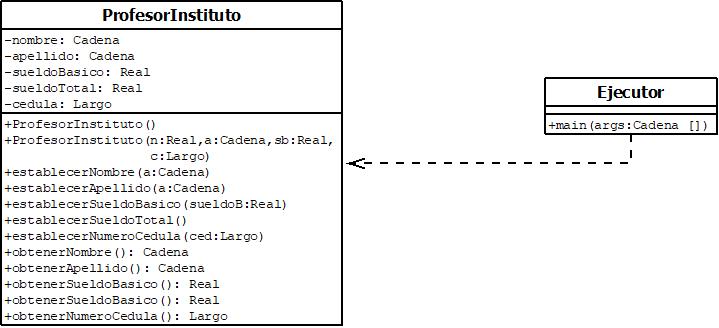 ProfesorInstituto
-nombre: Cadena
-apellido: Cadena
-sueldoBasico: Real
-sueldoTotal: Real
-cedula: Largo
+ProfesorInstituto()
+ProfesorInstituto(n:Real,a:Cadena,sb:Real,
c:Largo)
+establecerNombre(a:Cadena)
+establecerApellido(a:Cadena)
+establecerSueldoBasico(sueldoB:Real)
+establecerSueldoTotal()
+establecerNumeroCedula(ced:Largo)
+obtenerNombre(): Cadena
+obtenerApellido(): Cadena
+obtenerSueldoBasico(): Real
+obtenerSueldoBasico(): Real
+obtenerNumeroCedula(): Largo
Ejecutor
+main(args:Cadena [])